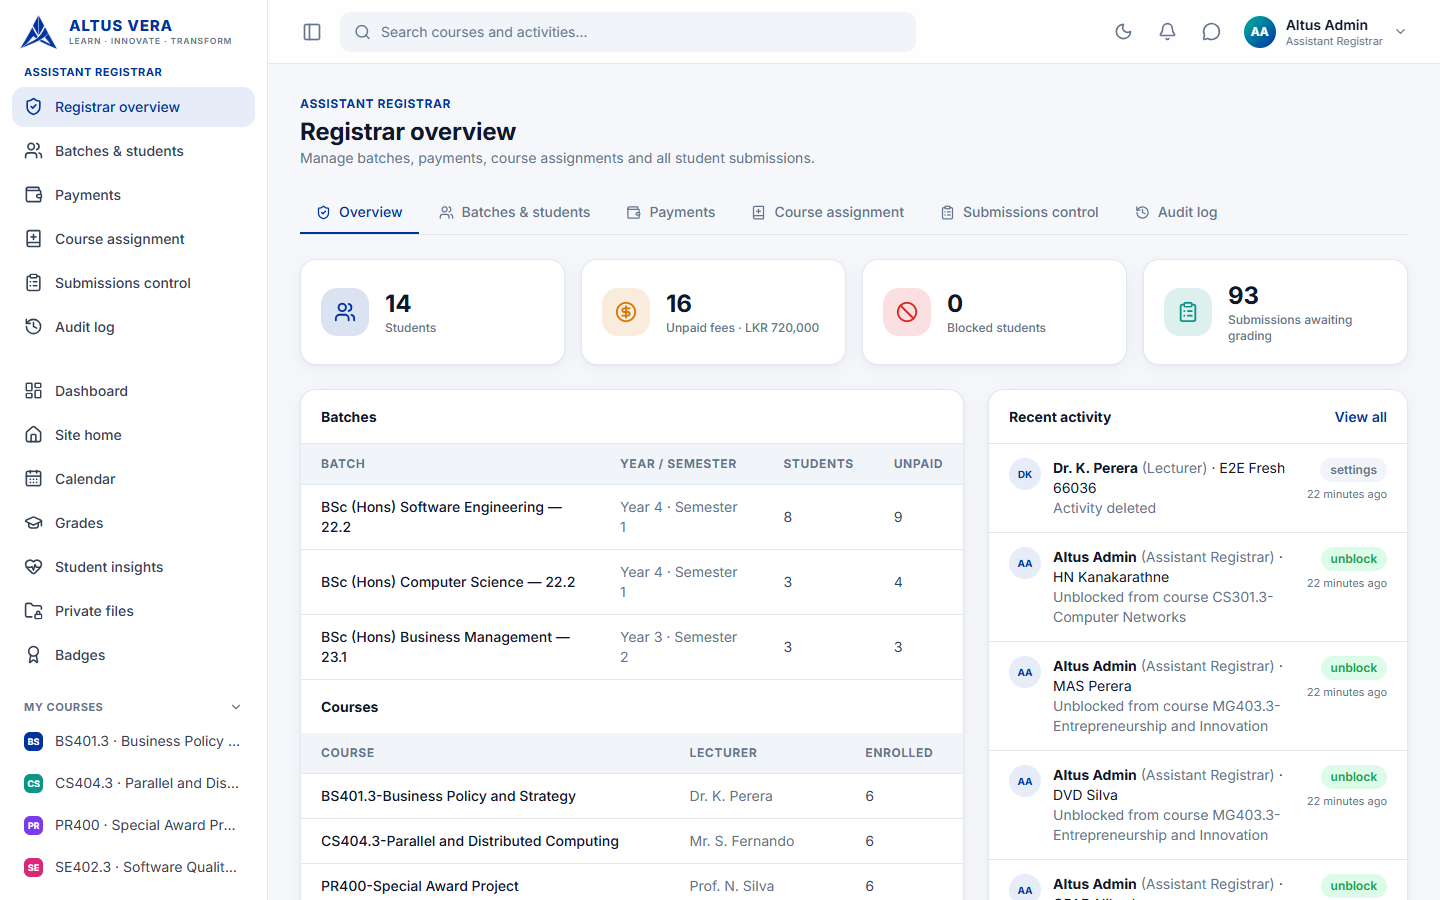 ALTUS VERA
LEARN · INNOVATE · TRANSFORM
ASSISTANT REGISTRAR
Registrar overview
Batches & students
Payments
Course assignment
Submissions control
Audit log
Dashboard
Site home
Calendar
Grades
Student insights
Private files
Badges
MY COURSES
BS BS401.3 · Business Policy ...
CS CS404.3 · Parallel and Dis...
PR PR400 · Special Award Pr...
SE SE402.3 · Software Qualit...
Search courses and activities...
AA
Altus Admin
Assistant Registrar
ASSISTANT REGISTRAR
Registrar overview
Manage batches, payments, course assignments and all student submissions.
Overview
Batches & students
Payments
Course assignment
Submissions control
Audit log
14
Students
16
Unpaid fees · LKR 720,000
0
Blocked students
93
Submissions awaiting
grading
Batches
BATCH YEAR / SEMESTER STUDENTS UNPAID
BSc (Hons) Software Engineering —
22.2
Year 4 · Semester
1
8 9
BSc (Hons) Computer Science — 22.2
Year 4 · Semester
1
3 4
BSc (Hons) Business Management —
23.1
Year 3 · Semester
2
3 3
Courses
COURSE LECTURER ENROLLED
BS401.3-Business Policy and Strategy Dr. K. Perera 6
CS404.3-Parallel and Distributed Computing Mr. S. Fernando 6
PR400-Special Award Project Prof. N. Silva 6
Recent activity
View all
DK
Dr. K. Perera (Lecturer) · E2E Fresh
66036
Activity deleted
settings
22 minutes ago
AA
Altus Admin (Assistant Registrar) ·
HN Kanakarathne
Unblocked from course CS301.3-
Computer Networks
unblock
22 minutes ago
AA
Altus Admin (Assistant Registrar) ·
MAS Perera
Unblocked from course MG403.3-
Entrepreneurship and Innovation
unblock
22 minutes ago
AA
Altus Admin (Assistant Registrar) ·
DVD Silva
Unblocked from course MG403.3-
Entrepreneurship and Innovation
unblock
22 minutes ago
AA
Altus Admin (Assistant Registrar) ·
unblock